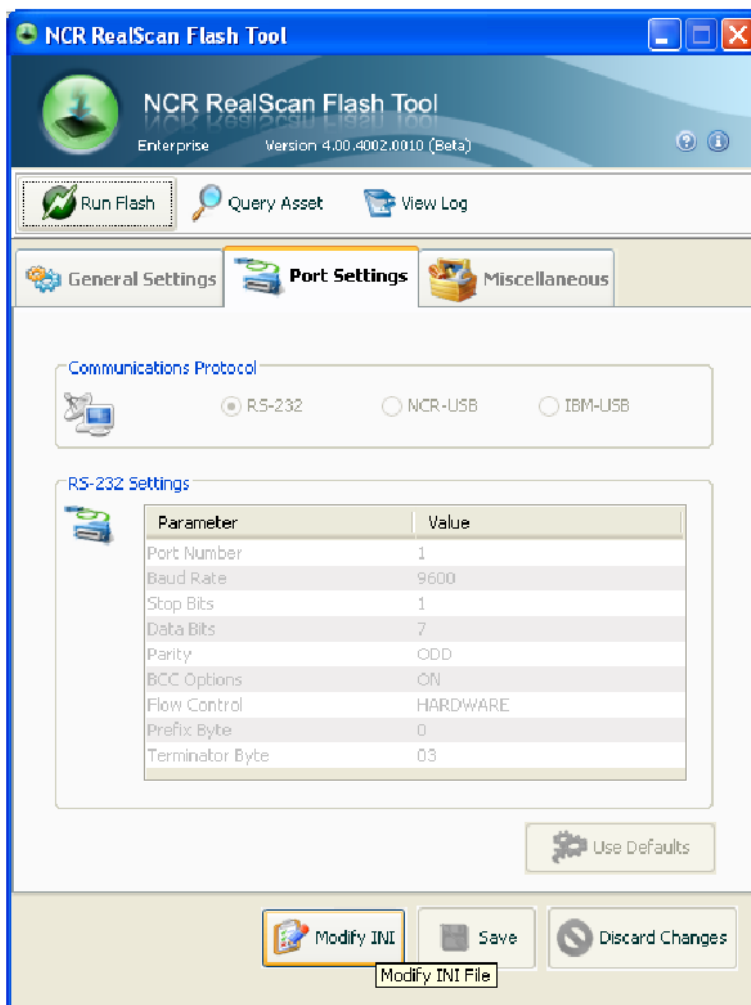 NCR RealScan Flash Tool
NCR RealScan Flash Tool
Enterprise Version 4.00.4002.0010 (Beta)
Run Flash Query Asset View Log
General Settings Port Settings Miscellaneous
Communications Protocol
RS-232 NCR-USB IBM-USB
RS-232 Settings
Parameter Value
Port Number 1
Baud Rate 9600
Stop Bits 1
Data Bits 7
Parity ODD
BCC Options ON
Flow Control HARDWARE
Prefix Byte 0
Terminator Byte 03
Use Defaults
Modify INI Save Discard Changes
Modify INI File